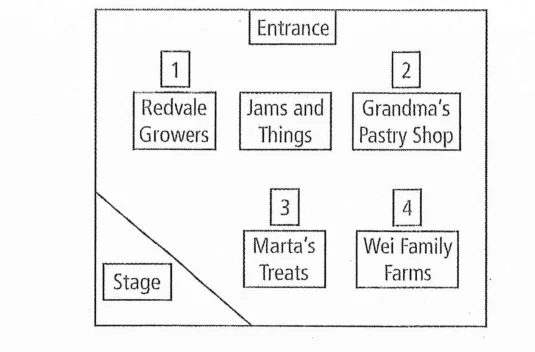 Entrance
1
2
Redvale
Growers
Jams and
Things
Grandma's
Pastry Shop
3
4
Marta's
Treats
Wei Family
Farms
Stage